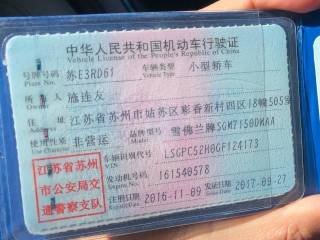 中华人民共和国机动车行驶证
Vehicle License of the People's Republic of China
号牌号码 苏E3RD61 车辆类型 小型轿车
Plate No. Vehicle Type
所有人 施连友
Owner
住址 江苏省苏州市姑苏区彩香新村四区18幢505室
Address
使用性质 非营运 品牌型号 雪佛兰牌SGM7150DMAA
Use Character Model
江苏省苏州
市公安局交
通警察支队
车辆识别代号 LSGPC52H0GF124173
VIN
发动机号码 161540578
Engine No.
注册日期 2016-11-09 发证日期 2017-09-27
Register Date Issue Date